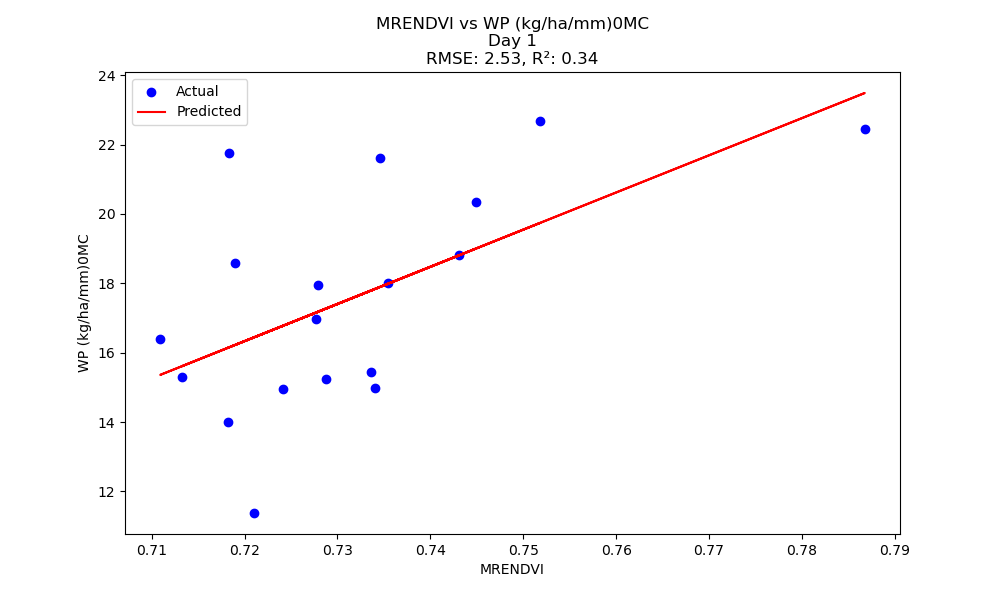 MRENDVI vs WP (kg/ha/mm)0MC
Day 1
RMSE: 2.53, R²: 0.34
Actual
Predicted
24
22
20
18
16
14
12
WP (kg/ha/mm)0MC
0.71 0.72 0.73 0.74 0.75 0.76 0.77 0.78 0.79
MRENDVI